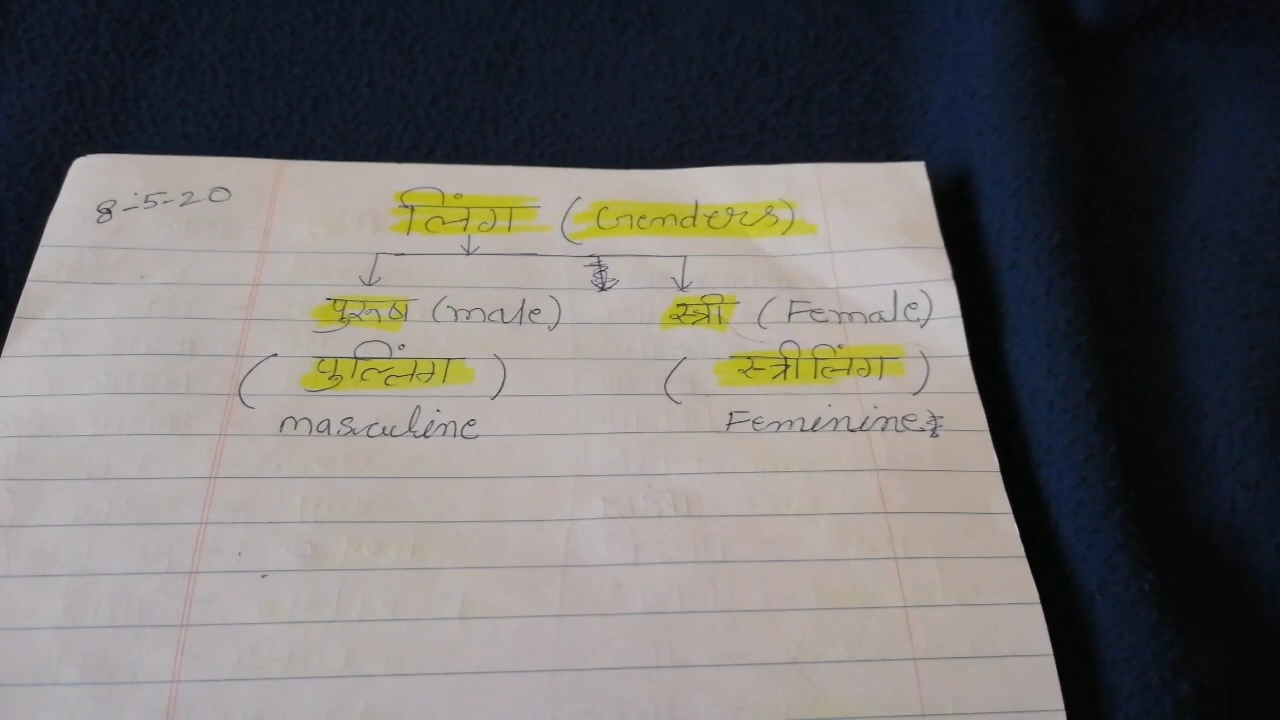 8-5-20
लिंग (Genders)
पुरुष (male) स्त्री (Female)
(पुल्लिंग) (स्त्रीलिंग)
masculine Feminine